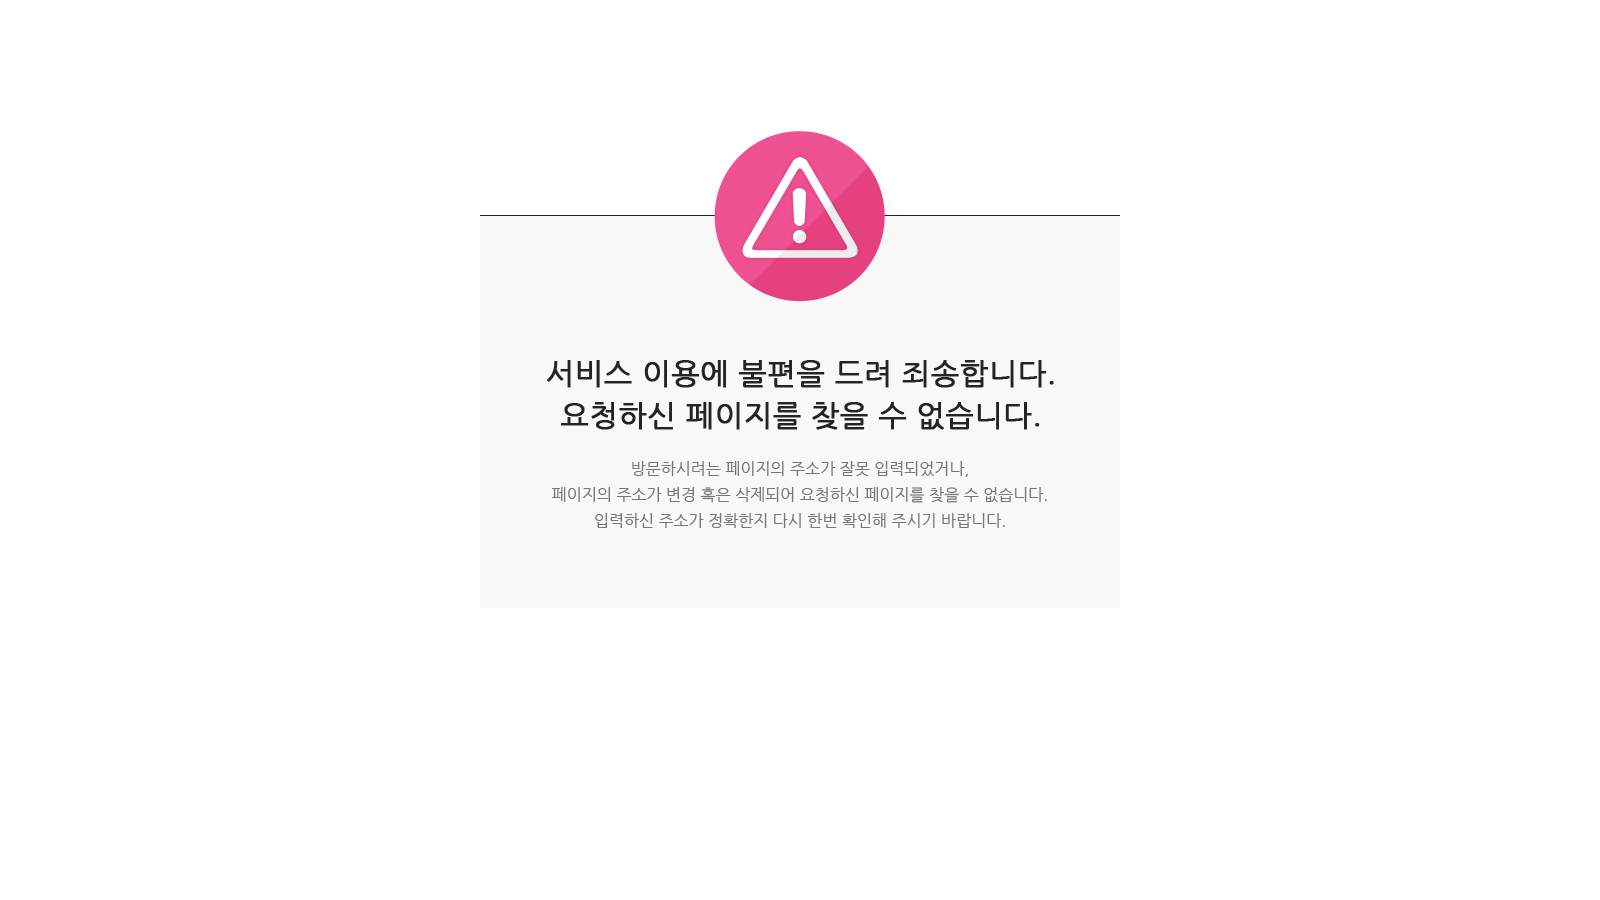 서비스 이용에 불편을 드려 죄송합니다.
요청하신 페이지를 찾을 수 없습니다.
방문하시려는 페이지의 주소가 잘못 입력되었거나,
페이지의 주소가 변경 혹은 삭제되어 요청하신 페이지를 찾을 수 없습니다.
입력하신 주소가 정확한지 다시 한번 확인해 주시기 바랍니다.